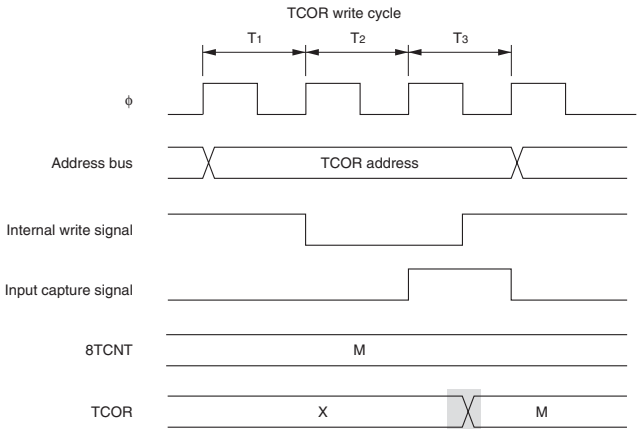 TCOR write cycle
T1 T2 T3
ϕ
Address bus TCOR address
Internal write signal
Input capture signal
8TCNT M
TCOR X M